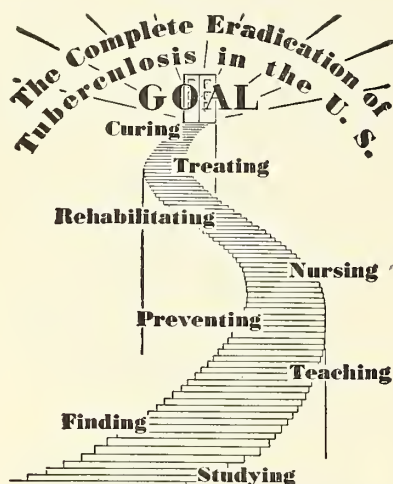 The Complete Eradication of
Tuberculosis in the U. S.
GOAL
Curing
Treating
Rehabilitating
Nursing
Preventing
Teaching
Finding
Studying